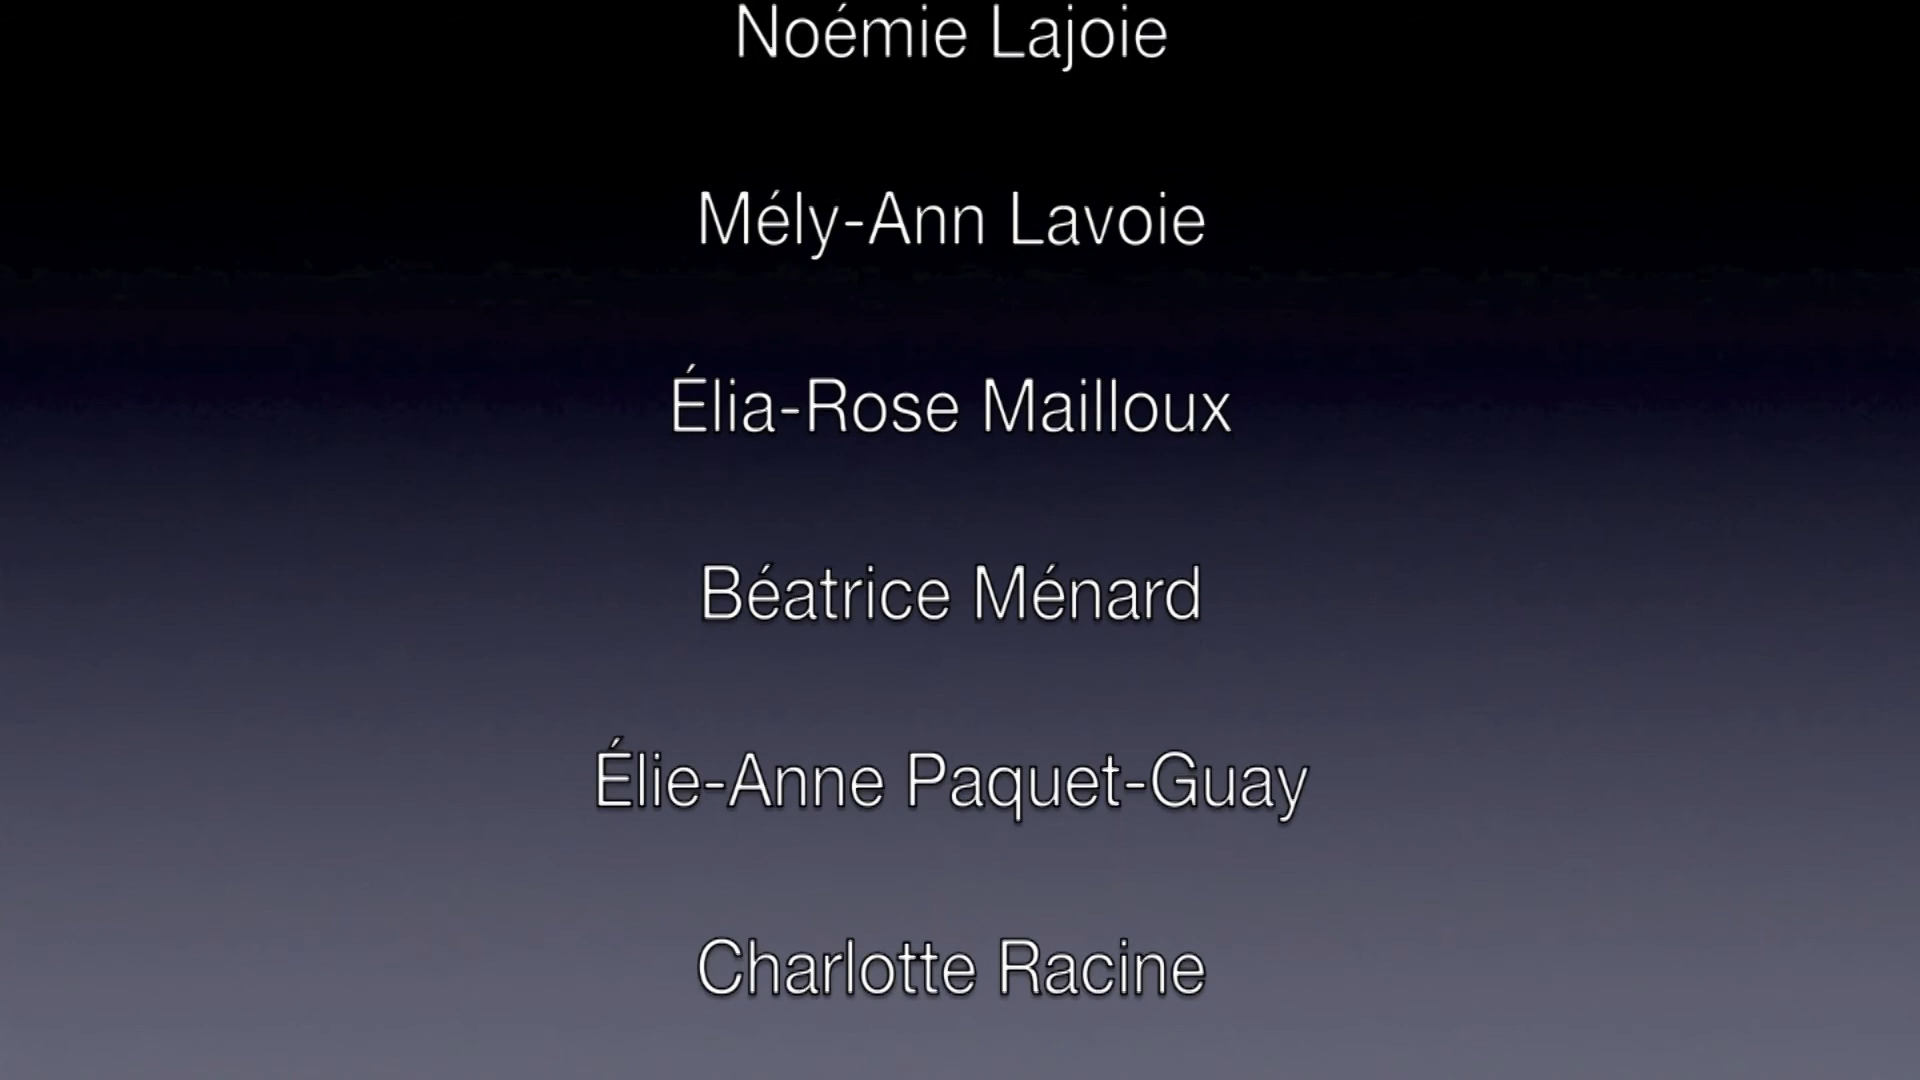 Noémie Lajoie
Mély-Ann Lavoie
Élia-Rose Mailloux
Béatrice Ménard
Élie-Anne Paquet-Guay
Charlotte Racine